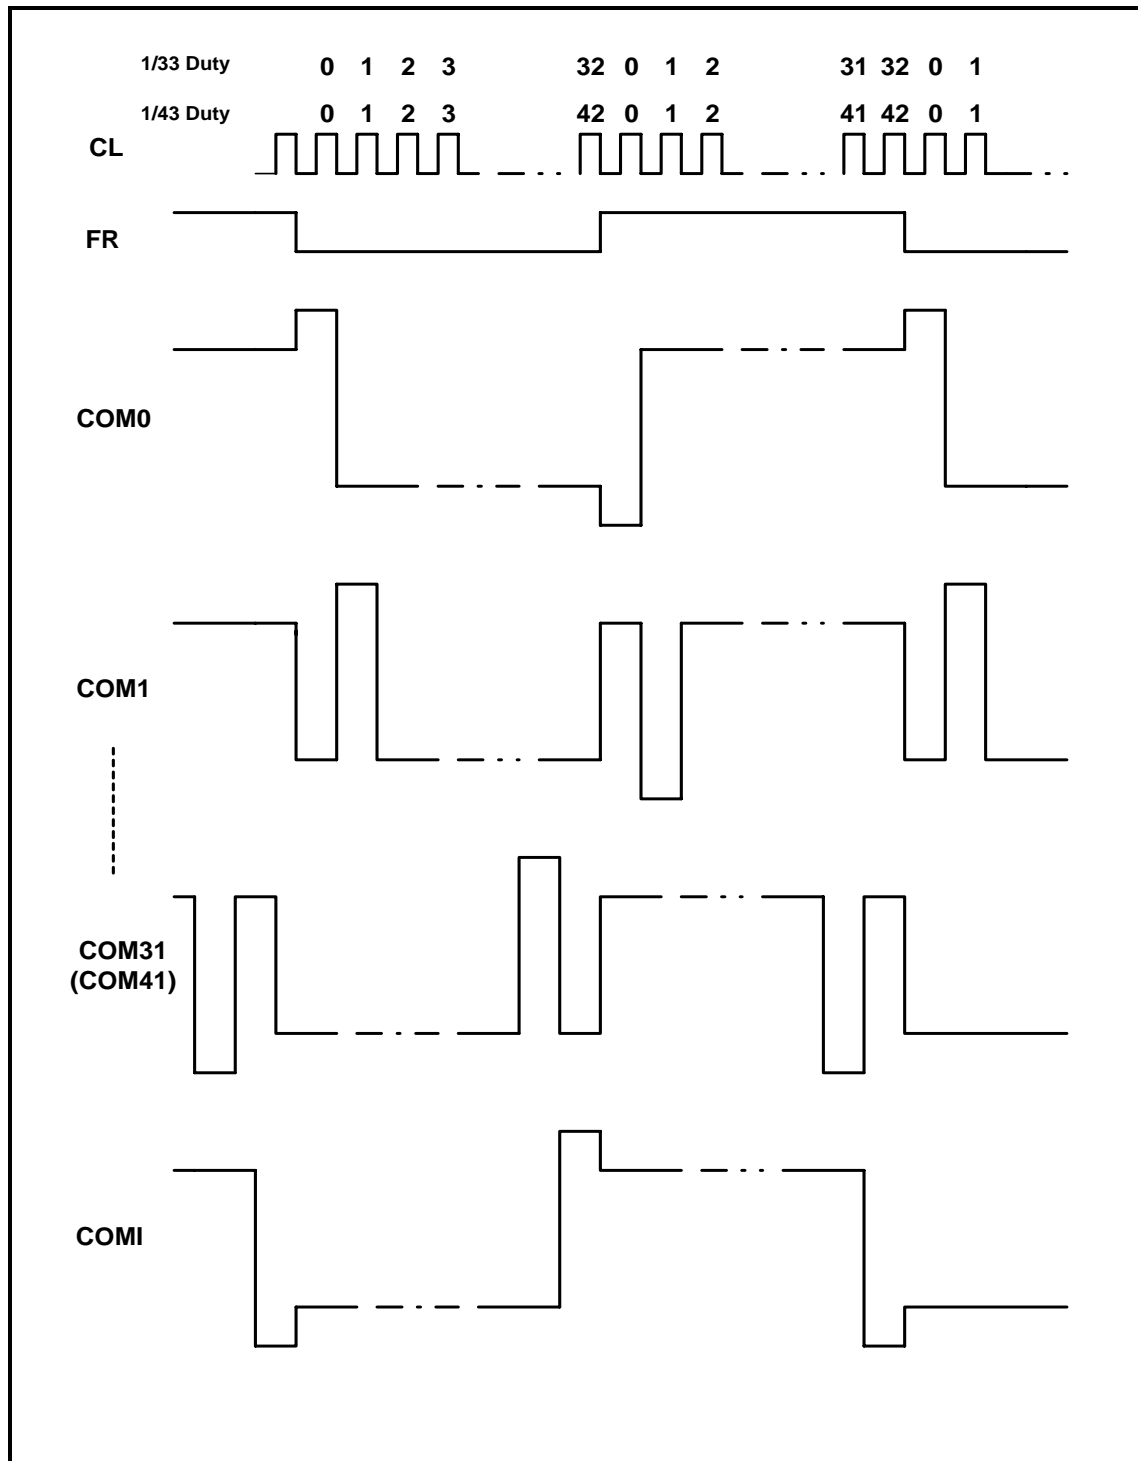 1/33 Duty 0 1 2 3 32 0 1 2 31 32 0 1
1/43 Duty 0 1 2 3 42 0 1 2 41 42 0 1
CL
FR
COM0
COM1
COM31
(COM41)
COMI